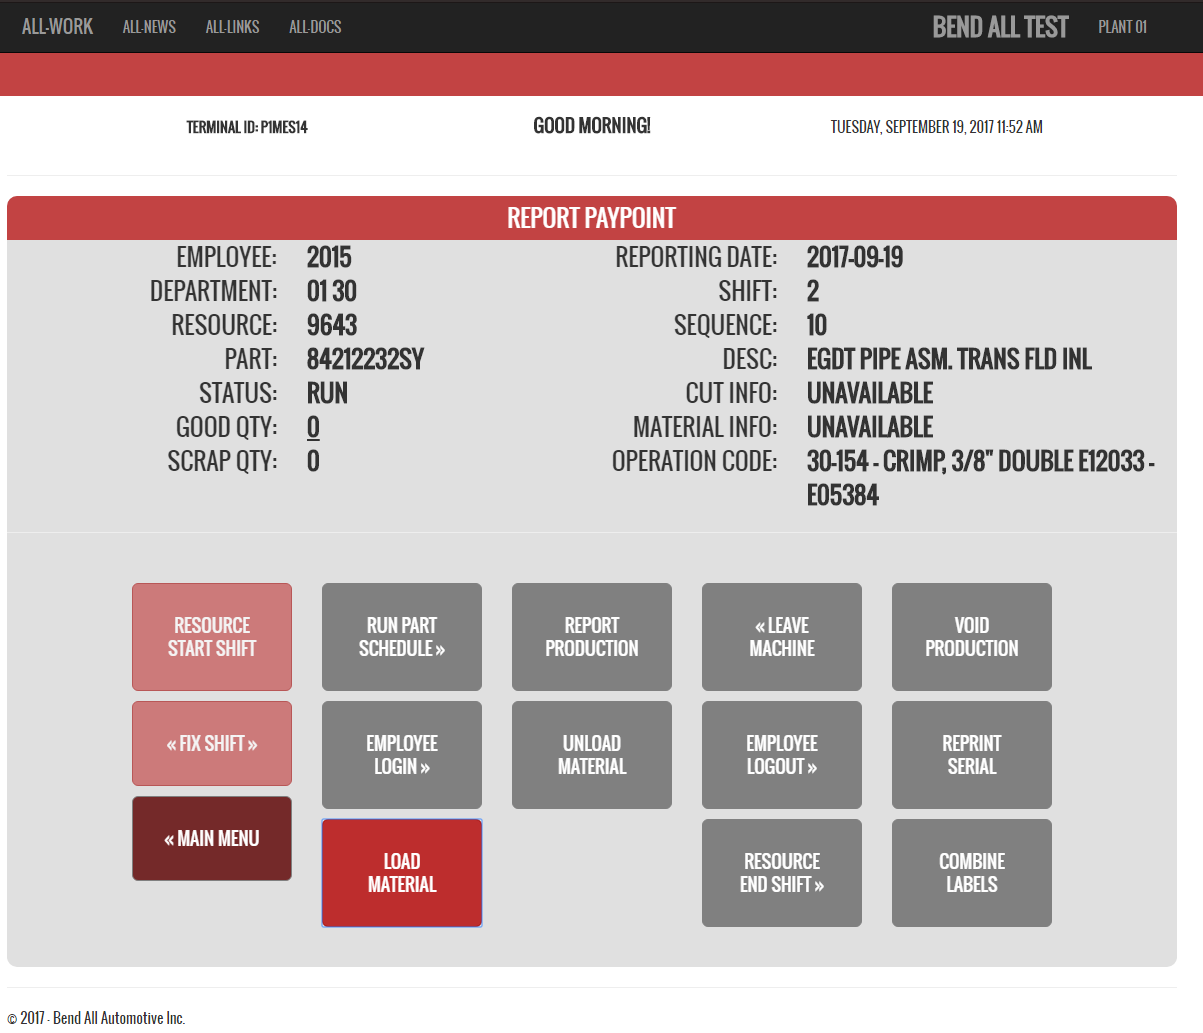 ALL-WORK ALL-NEWS ALL-LINKS ALL-DOCS BEND ALL TEST PLANT 01
TERMINAL ID: P1MES14 GOOD MORNING! TUESDAY, SEPTEMBER 19, 2017 11:52 AM
REPORT PAYPOINT
EMPLOYEE: 2015 REPORTING DATE: 2017-09-19
DEPARTMENT: 01 30 SHIFT: 2
RESOURCE: 9643 SEQUENCE: 10
PART: 84212232SY DESC: EGDT PIPE ASM. TRANS FLD INL
STATUS: RUN CUT INFO: UNAVAILABLE
GOOD QTY: 0 MATERIAL INFO: UNAVAILABLE
SCRAP QTY: 0 OPERATION CODE: 30-154 - CRIMP, 3/8" DOUBLE E12033 -
E05384
RESOURCE
START SHIFT
RUN PART
SCHEDULE »
REPORT
PRODUCTION
« LEAVE
MACHINE
VOID
PRODUCTION
« FIX SHIFT »
EMPLOYEE
LOGIN »
UNLOAD
MATERIAL
EMPLOYEE
LOGOUT »
REPRINT
SERIAL
« MAIN MENU
LOAD
MATERIAL
RESOURCE
END SHIFT »
COMBINE
LABELS
© 2017 - Bend All Automotive Inc.